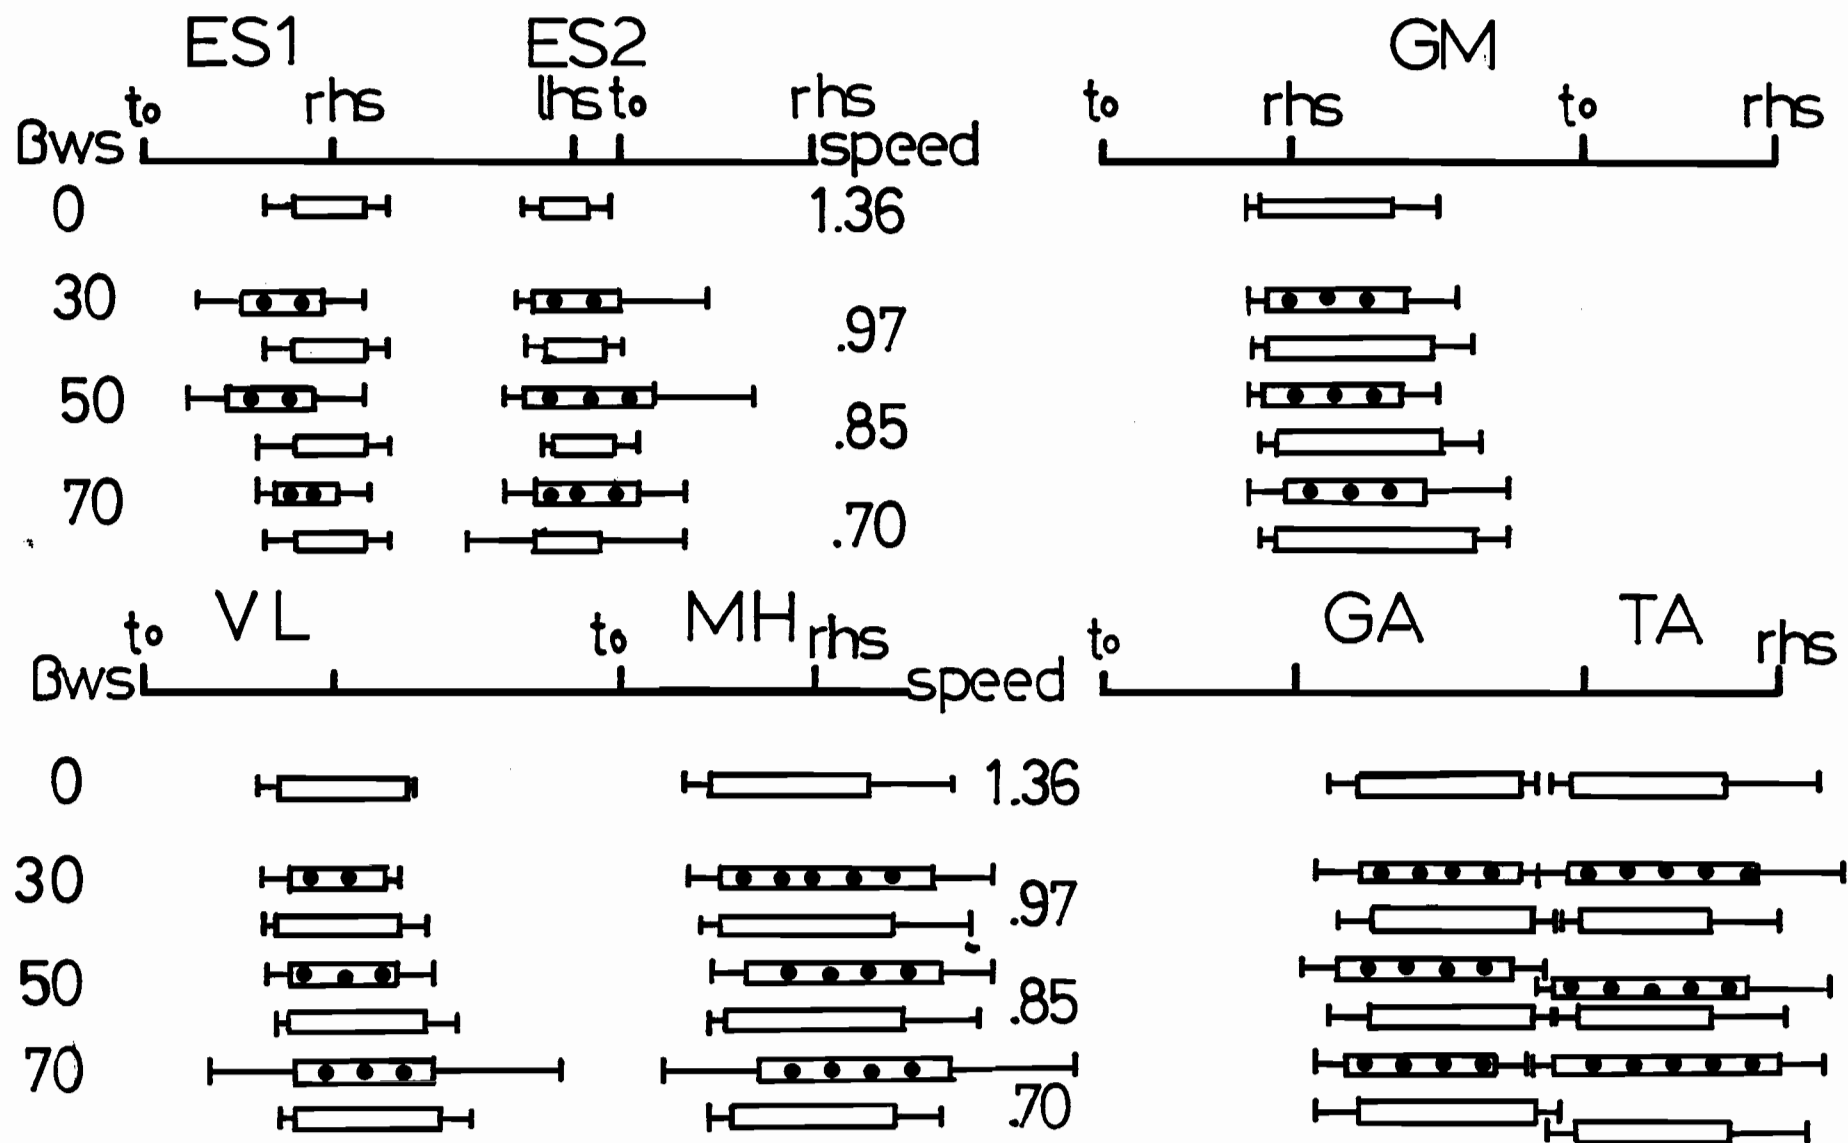 ES1 ES2 GM
to rhs lhs to rhs to rhs to rhs
Bws speed
0 1.36
30
.97
50
.85
70
.70
VL MH GA TA
to to rhs to rhs
Bws speed
0 1.36
30
.97
50
.85
70
.70